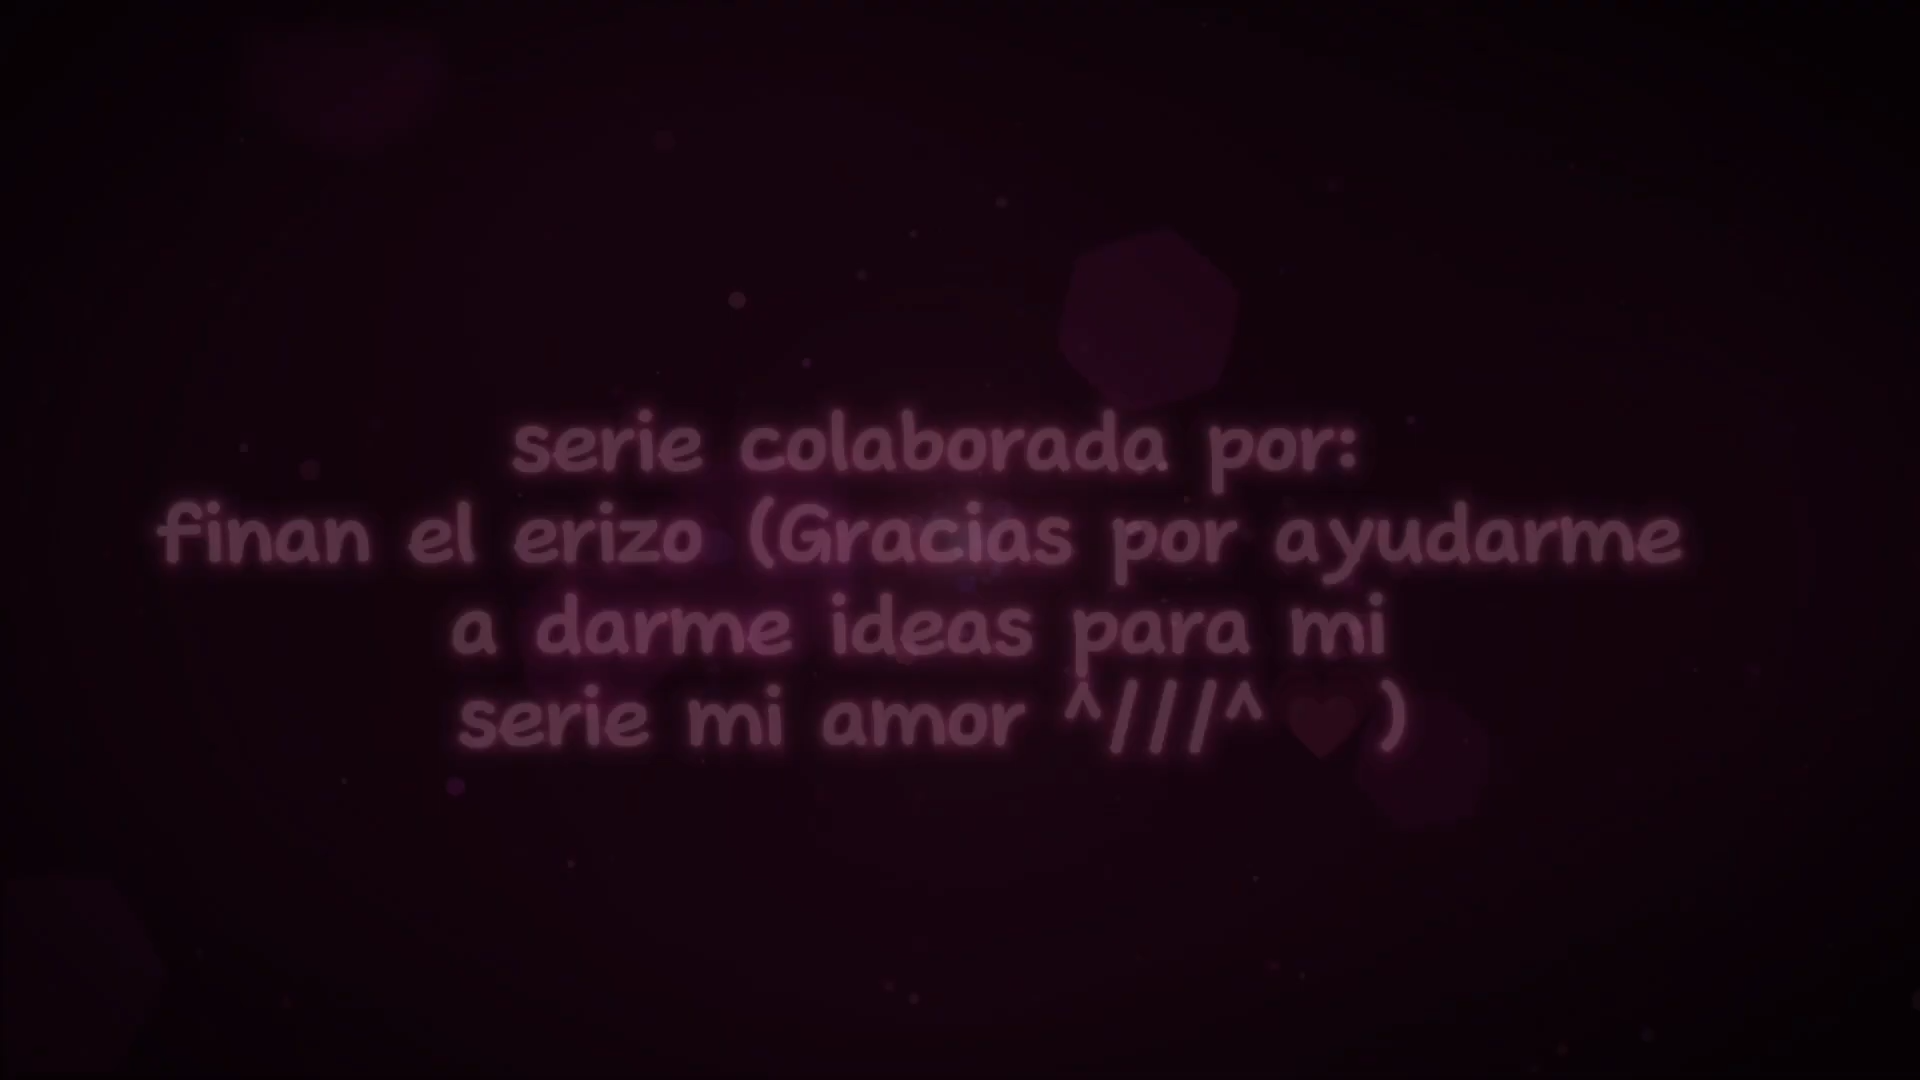 serie colaborada por:
finan el erizo (Gracias por ayudarme
a darme ideas para mi
serie mi amor ^///^💗)